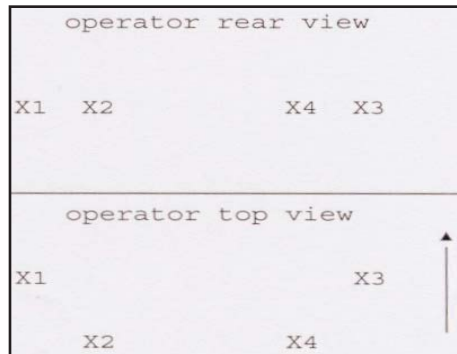 operator rear view
X1 X2 X4 X3
operator top view
X1 X3
X2 X4